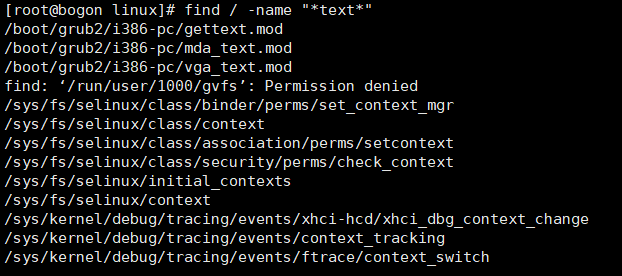 [root@bogon linux]# find / -name "*text*"
/boot/grub2/i386-pc/gettext.mod
/boot/grub2/i386-pc/mda_text.mod
/boot/grub2/i386-pc/vga_text.mod
find: ‘/run/user/1000/gvfs’: Permission denied
/sys/fs/selinux/class/binder/perms/set_context_mgr
/sys/fs/selinux/class/context
/sys/fs/selinux/class/association/perms/setcontext
/sys/fs/selinux/class/security/perms/check_context
/sys/fs/selinux/initial_contexts
/sys/fs/selinux/context
/sys/kernel/debug/tracing/events/xhci-hcd/xhci_dbg_context_change
/sys/kernel/debug/tracing/events/context_tracking
/sys/kernel/debug/tracing/events/ftrace/context_switch